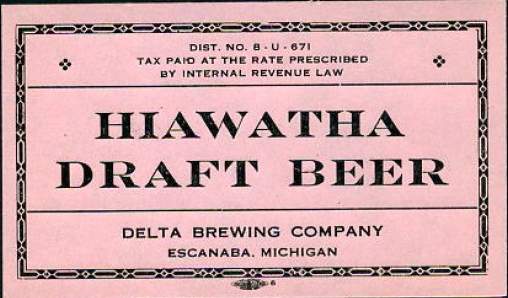 DIST. NO. 8 - U - 671
TAX PAID AT THE RATE PRESCRIBED
BY INTERNAL REVENUE LAW
HIAWATHA
DRAFT BEER
DELTA BREWING COMPANY
ESCANABA, MICHIGAN
6